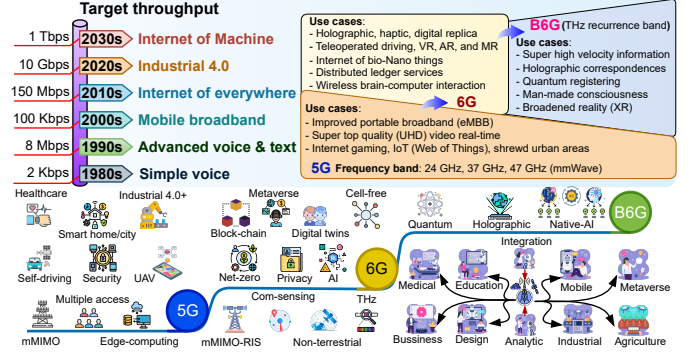 Target throughput
1 Tbps 2030s Internet of Machine
10 Gbps 2020s Industrial 4.0
150 Mbps 2010s Internet of everywhere
100 Kbps 2000s Mobile broadband
8 Mbps 1990s Advanced voice & text
2 Kbps 1980s Simple voice
Use cases:
- Holographic, haptic, digital replica
- Teleoperated driving, VR, AR, and MR
- Internet of bio-Nano things
- Distributed ledger services
- Wireless brain-computer interaction
6G
B6G (THz recurrence band)
Use cases:
- Super high velocity information
- Holographic correspondences
- Quantum registering
- Man-made consciousness
- Broadened reality (XR)
Use cases:
- Improved portable broadband (eMBB)
- Super top quality (UHD) video real-time
- Internet gaming, IoT (Web of Things), shrewd urban areas
5G Frequency band: 24 GHz, 37 GHz, 47 GHz (mmWave)
Healthcare
Industrial 4.0+
Smart home/city
Self-driving
Security
UAV
Multiple access
mMIMO
Edge-computing
5G
Metaverse
Cell-free
Block-chain
Digital twins
Net-zero
Privacy
AI
Com-sensing
THz
mMIMO-RIS
Non-terrestrial
6G
Quantum
Holographic
Native-AI
B6G
Integration
Medical
Education
Mobile
Metaverse
Bussiness
Design
Analytic
Industrial
Agriculture